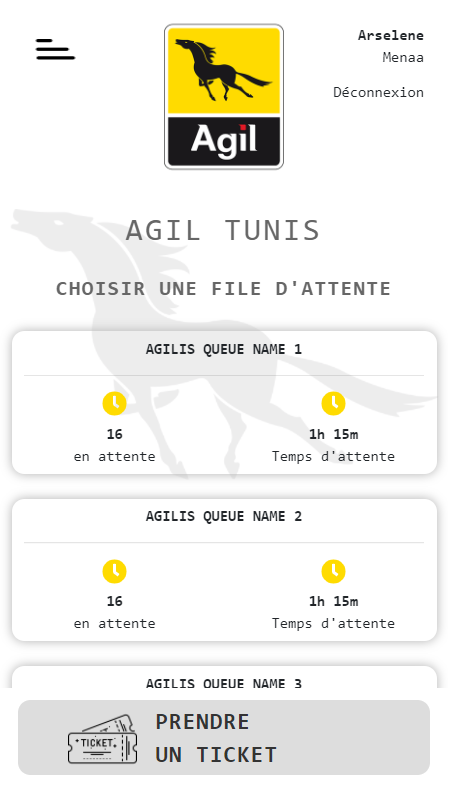 Arselene
Menaa
Déconnexion
Agil
AGIL TUNIS
CHOISIR UNE FILE D'ATTENTE
AGILIS QUEUE NAME 1
16
en attente
1h 15m
Temps d'attente
AGILIS QUEUE NAME 2
16
en attente
1h 15m
Temps d'attente
AGILIS QUEUE NAME 3
TICKET
PRENDRE
UN TICKET